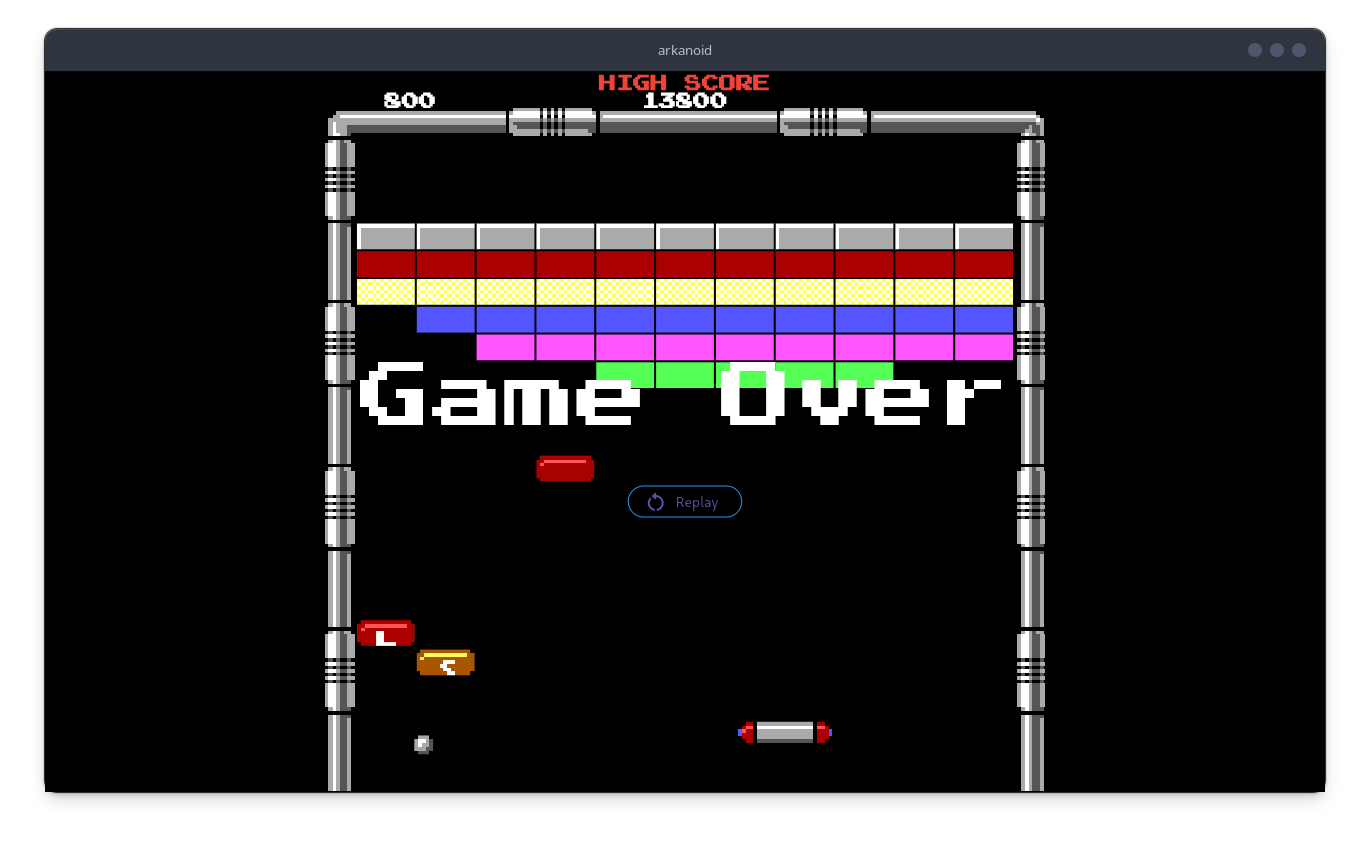 arkanoid
HIGH SCORE
800 13800
Game Over
Replay
L
C